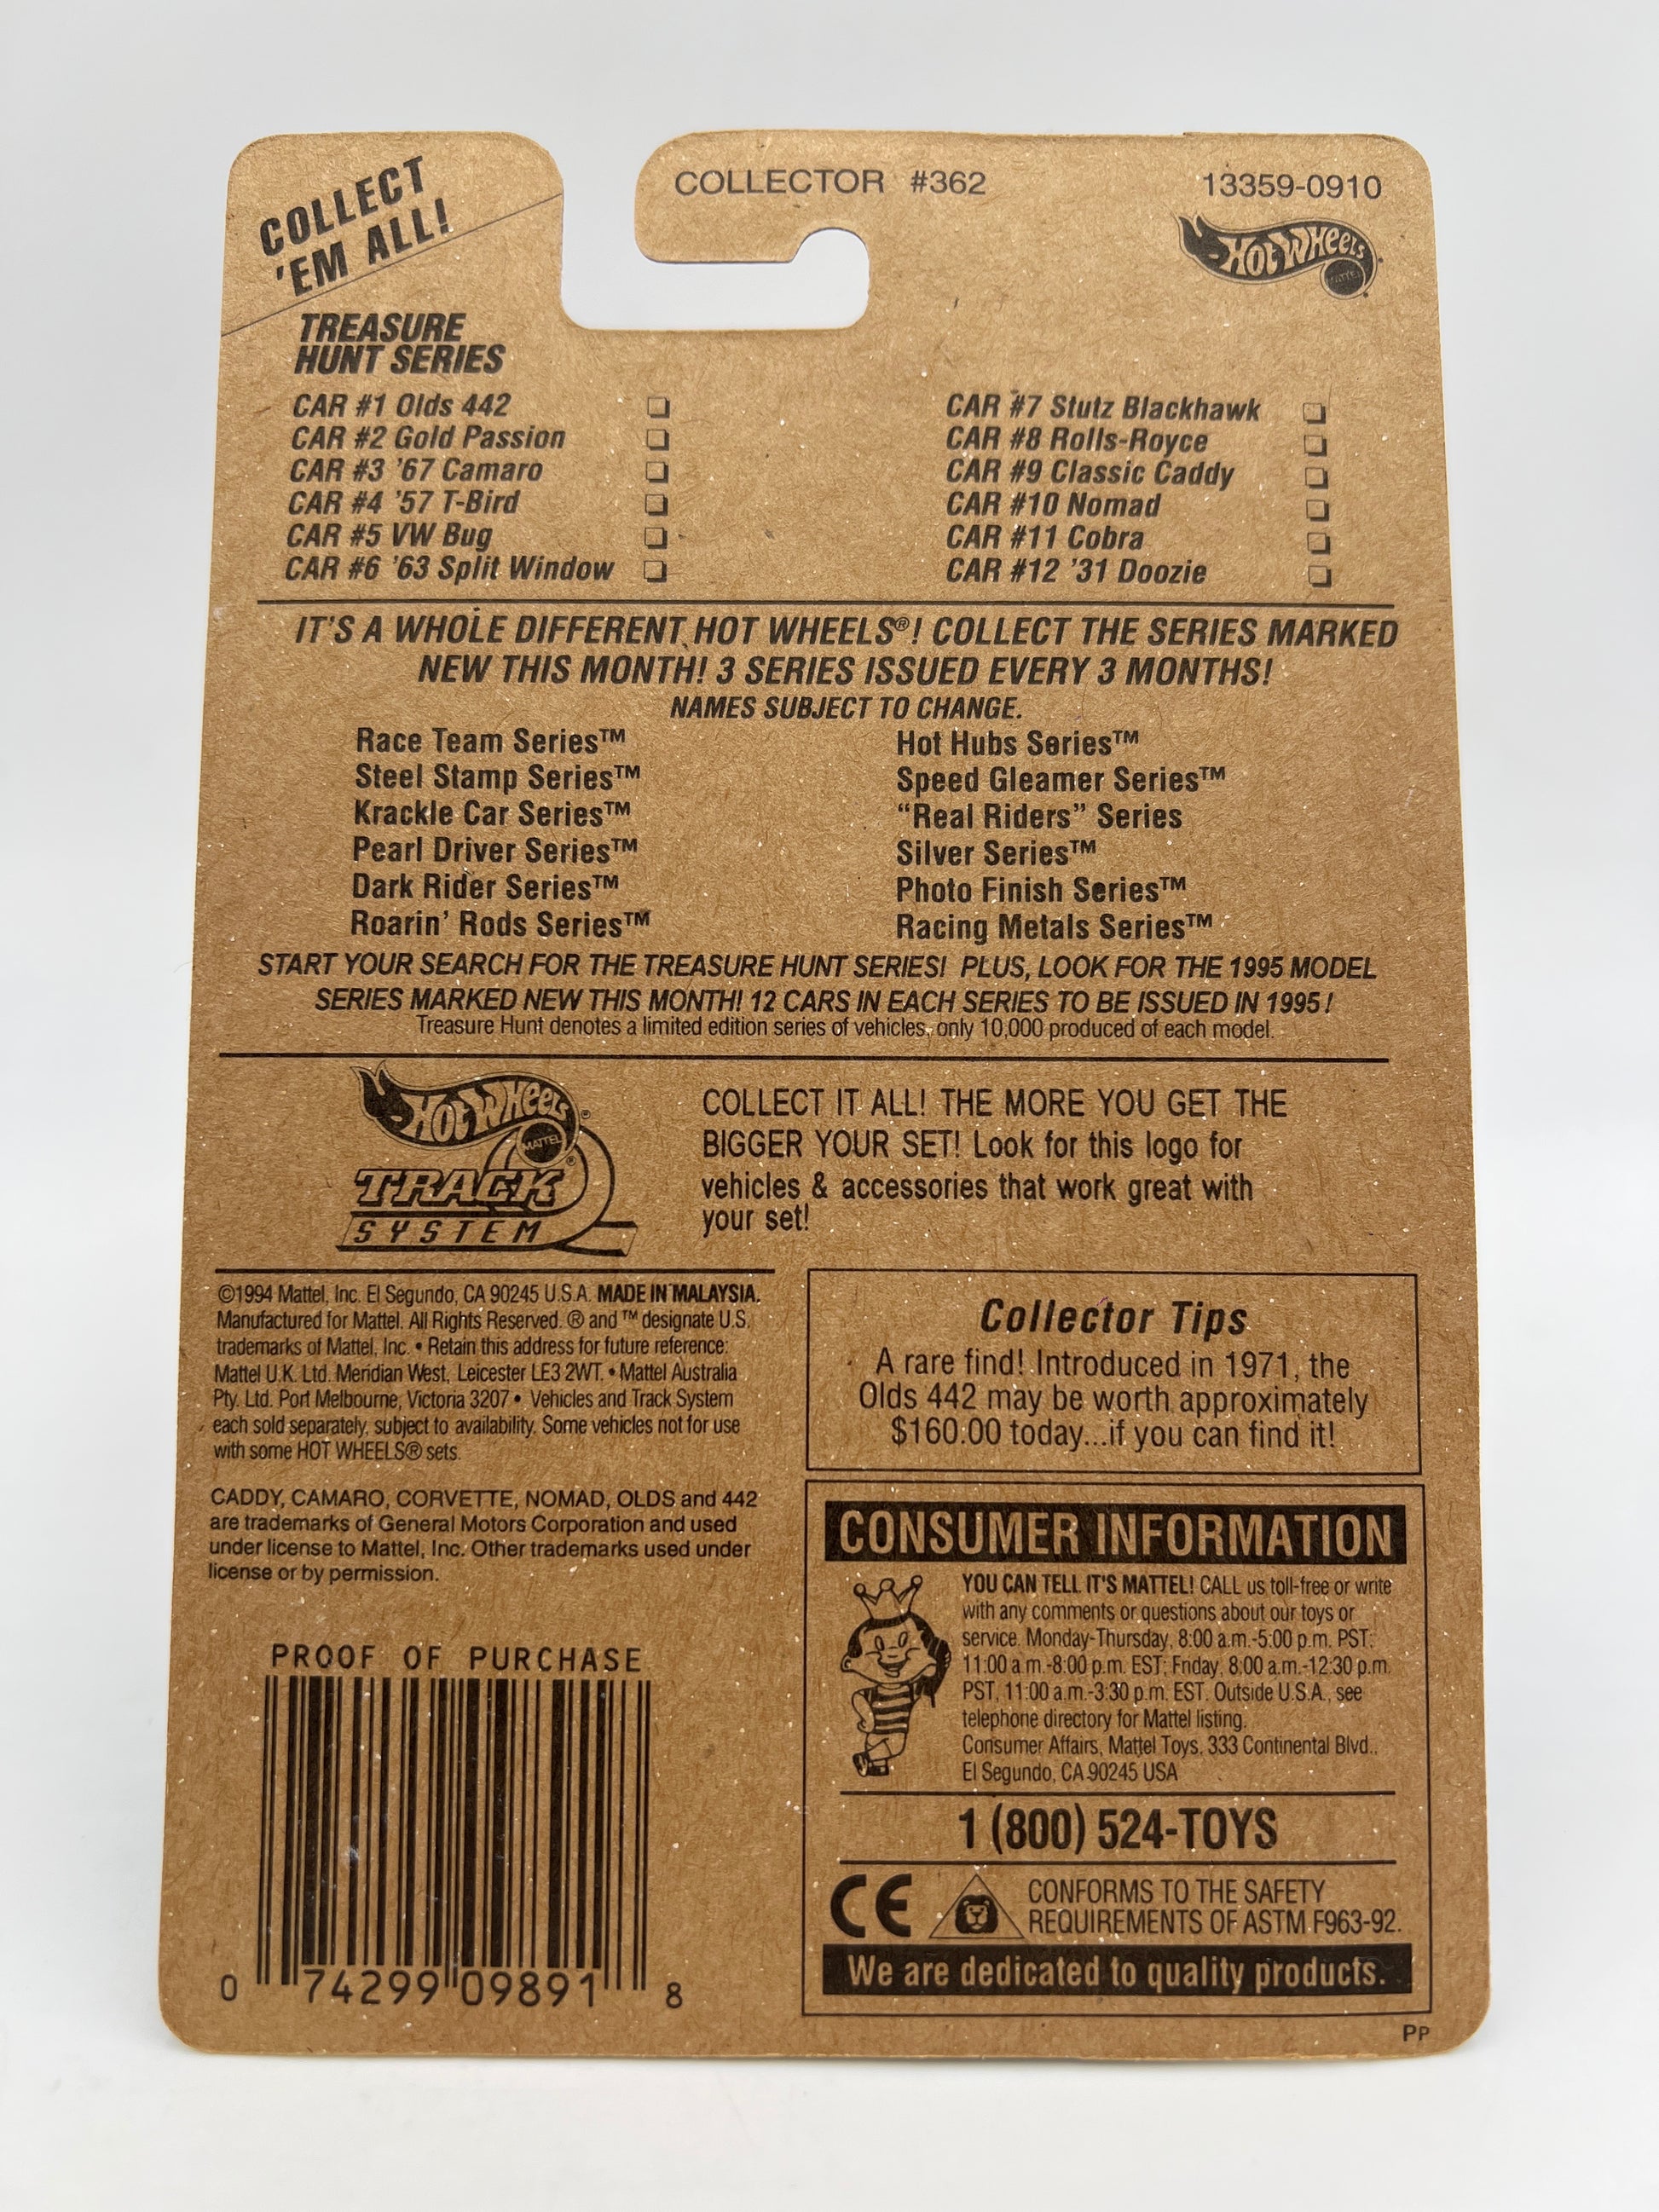 COLLECT
'EM ALL!
COLLECTOR #362
13359-0910
HOT WHEELS
MATTEL
TREASURE
HUNT SERIES
CAR #1 Olds 442
CAR #2 Gold Passion
CAR #3 '67 Camaro
CAR #4 '57 T-Bird
CAR #5 VW Bug
CAR #6 '63 Split Window
CAR #7 Stutz Blackhawk
CAR #8 Rolls-Royce
CAR #9 Classic Caddy
CAR #10 Nomad
CAR #11 Cobra
CAR #12 '31 Doozie
IT'S A WHOLE DIFFERENT HOT WHEELS®! COLLECT THE SERIES MARKED
NEW THIS MONTH! 3 SERIES ISSUED EVERY 3 MONTHS!
NAMES SUBJECT TO CHANGE.
Race Team Series™
Steel Stamp Series™
Krackle Car Series™
Pearl Driver Series™
Dark Rider Series™
Roarin' Rods Series™
Hot Hubs Series™
Speed Gleamer Series™
“Real Riders” Series
Silver Series™
Photo Finish Series™
Racing Metals Series™
START YOUR SEARCH FOR THE TREASURE HUNT SERIES! PLUS, LOOK FOR THE 1995 MODEL
SERIES MARKED NEW THIS MONTH! 12 CARS IN EACH SERIES TO BE ISSUED IN 1995!
Treasure Hunt denotes a limited edition series of vehicles, only 10,000 produced of each model.
HOT WHEELS®
MATTEL
TRACK®
SYSTEM
COLLECT IT ALL! THE MORE YOU GET THE
BIGGER YOUR SET! Look for this logo for
vehicles & accessories that work great with
your set!
©1994 Mattel, Inc. El Segundo, CA 90245 U.S.A. MADE IN MALAYSIA.
Manufactured for Mattel. All Rights Reserved. ® and ™ designate U.S.
trademarks of Mattel, Inc. • Retain this address for future reference:
Mattel U.K. Ltd. Meridian West, Leicester LE3 2WT. • Mattel Australia
Pty. Ltd. Port Melbourne, Victoria 3207 • Vehicles and Track System
each sold separately, subject to availability. Some vehicles not for use
with some HOT WHEELS® sets.
CADDY, CAMARO, CORVETTE, NOMAD, OLDS and 442
are trademarks of General Motors Corporation and used
under license to Mattel, Inc. Other trademarks used under
license or by permission.
PROOF OF PURCHASE
0 74299 09891 8
Collector Tips
A rare find! Introduced in 1971, the
Olds 442 may be worth approximately
$160.00 today...if you can find it!
CONSUMER INFORMATION
YOU CAN TELL IT'S MATTEL! CALL us toll-free or write
with any comments or questions about our toys or
service. Monday-Thursday, 8:00 a.m.-5:00 p.m. PST;
11:00 a.m.-8:00 p.m. EST; Friday, 8:00 a.m.-12:30 p.m.
PST, 11:00 a.m.-3:30 p.m. EST. Outside U.S.A., see
telephone directory for Mattel listing.
Consumer Affairs, Mattel Toys, 333 Continental Blvd.,
El Segundo, CA 90245 USA
1 (800) 524-TOYS
CE
CONFORMS TO THE SAFETY
REQUIREMENTS OF ASTM F963-92.
We are dedicated to quality products.
PP